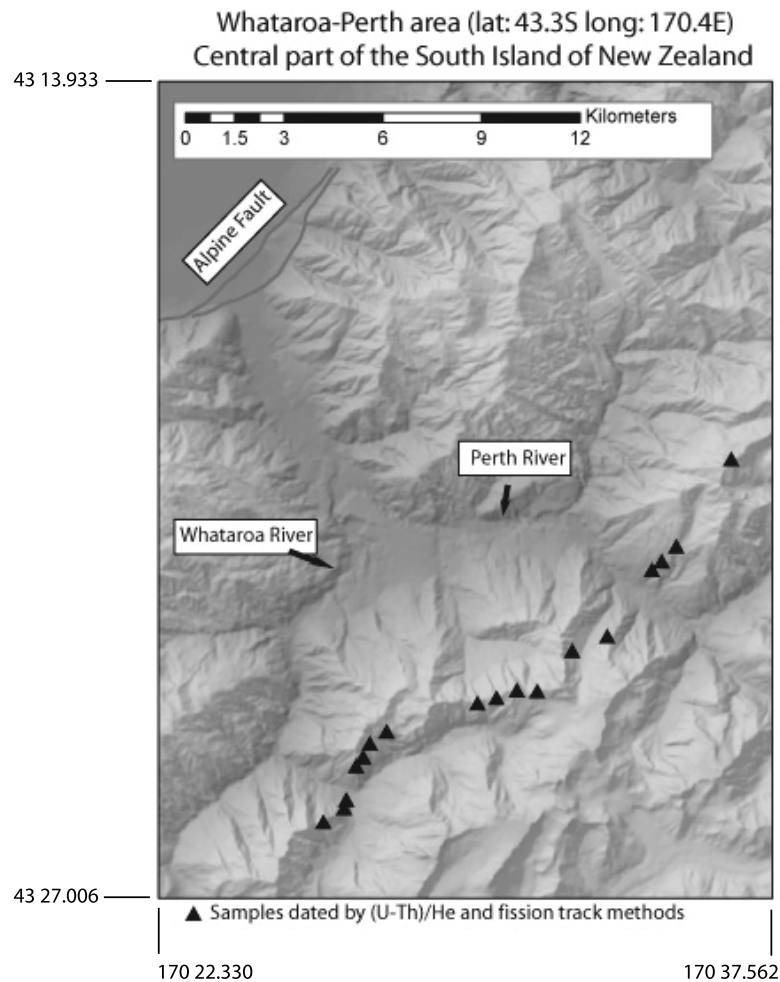 Whataroa-Perth area (lat: 43.3S long: 170.4E)
Central part of the South Island of New Zealand
43 13.933
Kilometers
0 1.5 3 6 9 12
Alpine Fault
Perth River
Whataroa River
43 27.006
Samples dated by (U-Th)/He and fission track methods
170 22.330 170 37.562